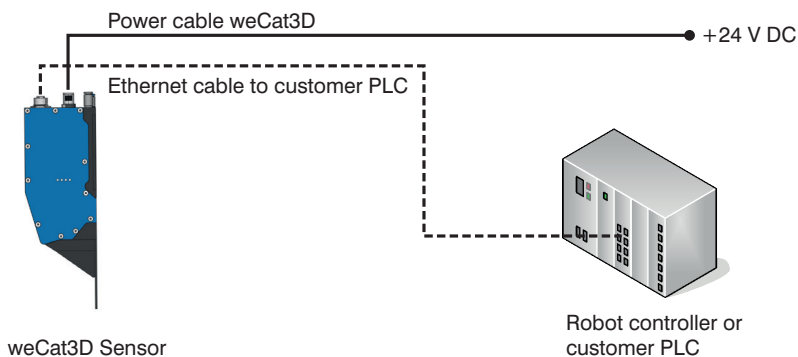 Power cable weCat3D
+24 V DC
Ethernet cable to customer PLC
weCat3D Sensor
Robot controller or
customer PLC